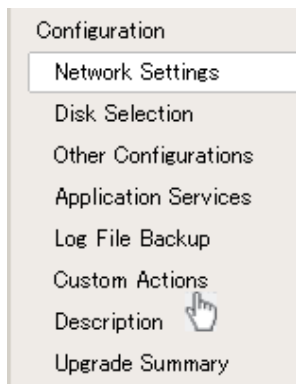 Configuration
Network Settings
Disk Selection
Other Configurations
Application Services
Log File Backup
Custom Actions
Description
Upgrade Summary